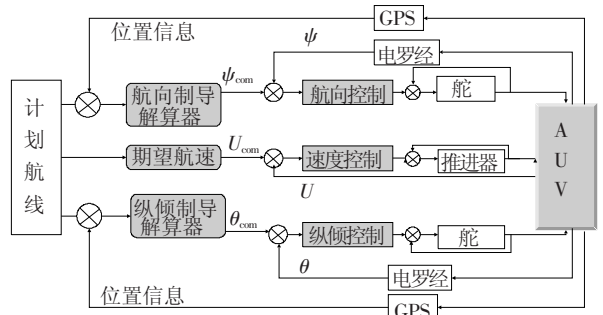 GPS
位置信息
ψ
电罗经
计划航线
航向制导解算器
ψcom
航向控制
舵
期望航速
Ucom
速度控制
推进器
U
AUV
纵倾制导解算器
θcom
纵倾控制
舵
θ
电罗经
位置信息
GPS